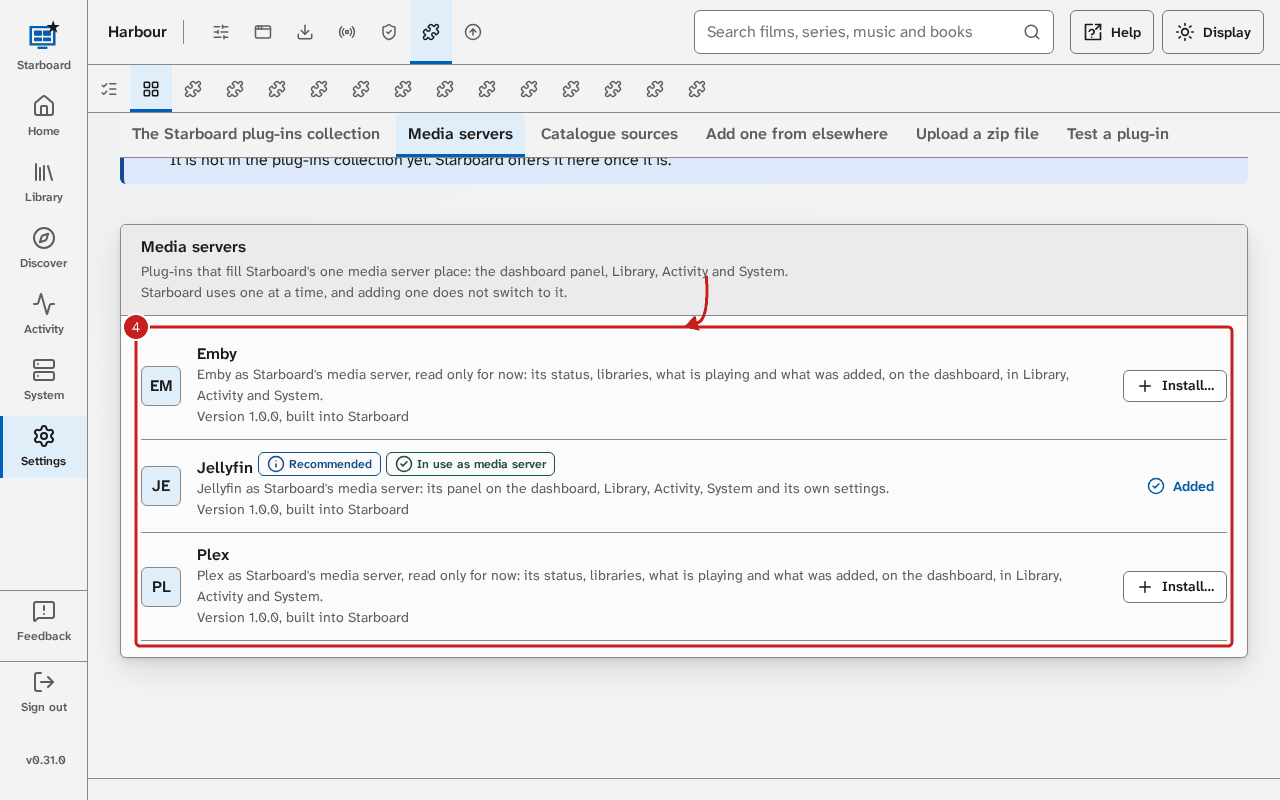 Starboard
Home
Library
Discover
Activity
System
Settings
Feedback
Sign out
v0.31.0
Harbour
Search films, series, music and books
Help
Display
The Starboard plug-ins collection
Media servers
Catalogue sources
Add one from elsewhere
Upload a zip file
Test a plug-in
It is not in the plug-ins collection yet. Starboard offers it here once it is.
Media servers
Plug-ins that fill Starboard's one media server place: the dashboard panel, Library, Activity and System.
Starboard uses one at a time, and adding one does not switch to it.
4
EM
Emby
Emby as Starboard's media server, read only for now: its status, libraries, what is playing and what was added, on the dashboard, in Library,
Activity and System.
Version 1.0.0, built into Starboard
Install...
JE
Jellyfin
Recommended
In use as media server
Jellyfin as Starboard's media server: its panel on the dashboard, Library, Activity, System and its own settings.
Version 1.0.0, built into Starboard
Added
PL
Plex
Plex as Starboard's media server, read only for now: its status, libraries, what is playing and what was added, on the dashboard, in Library,
Activity and System.
Version 1.0.0, built into Starboard
Install...